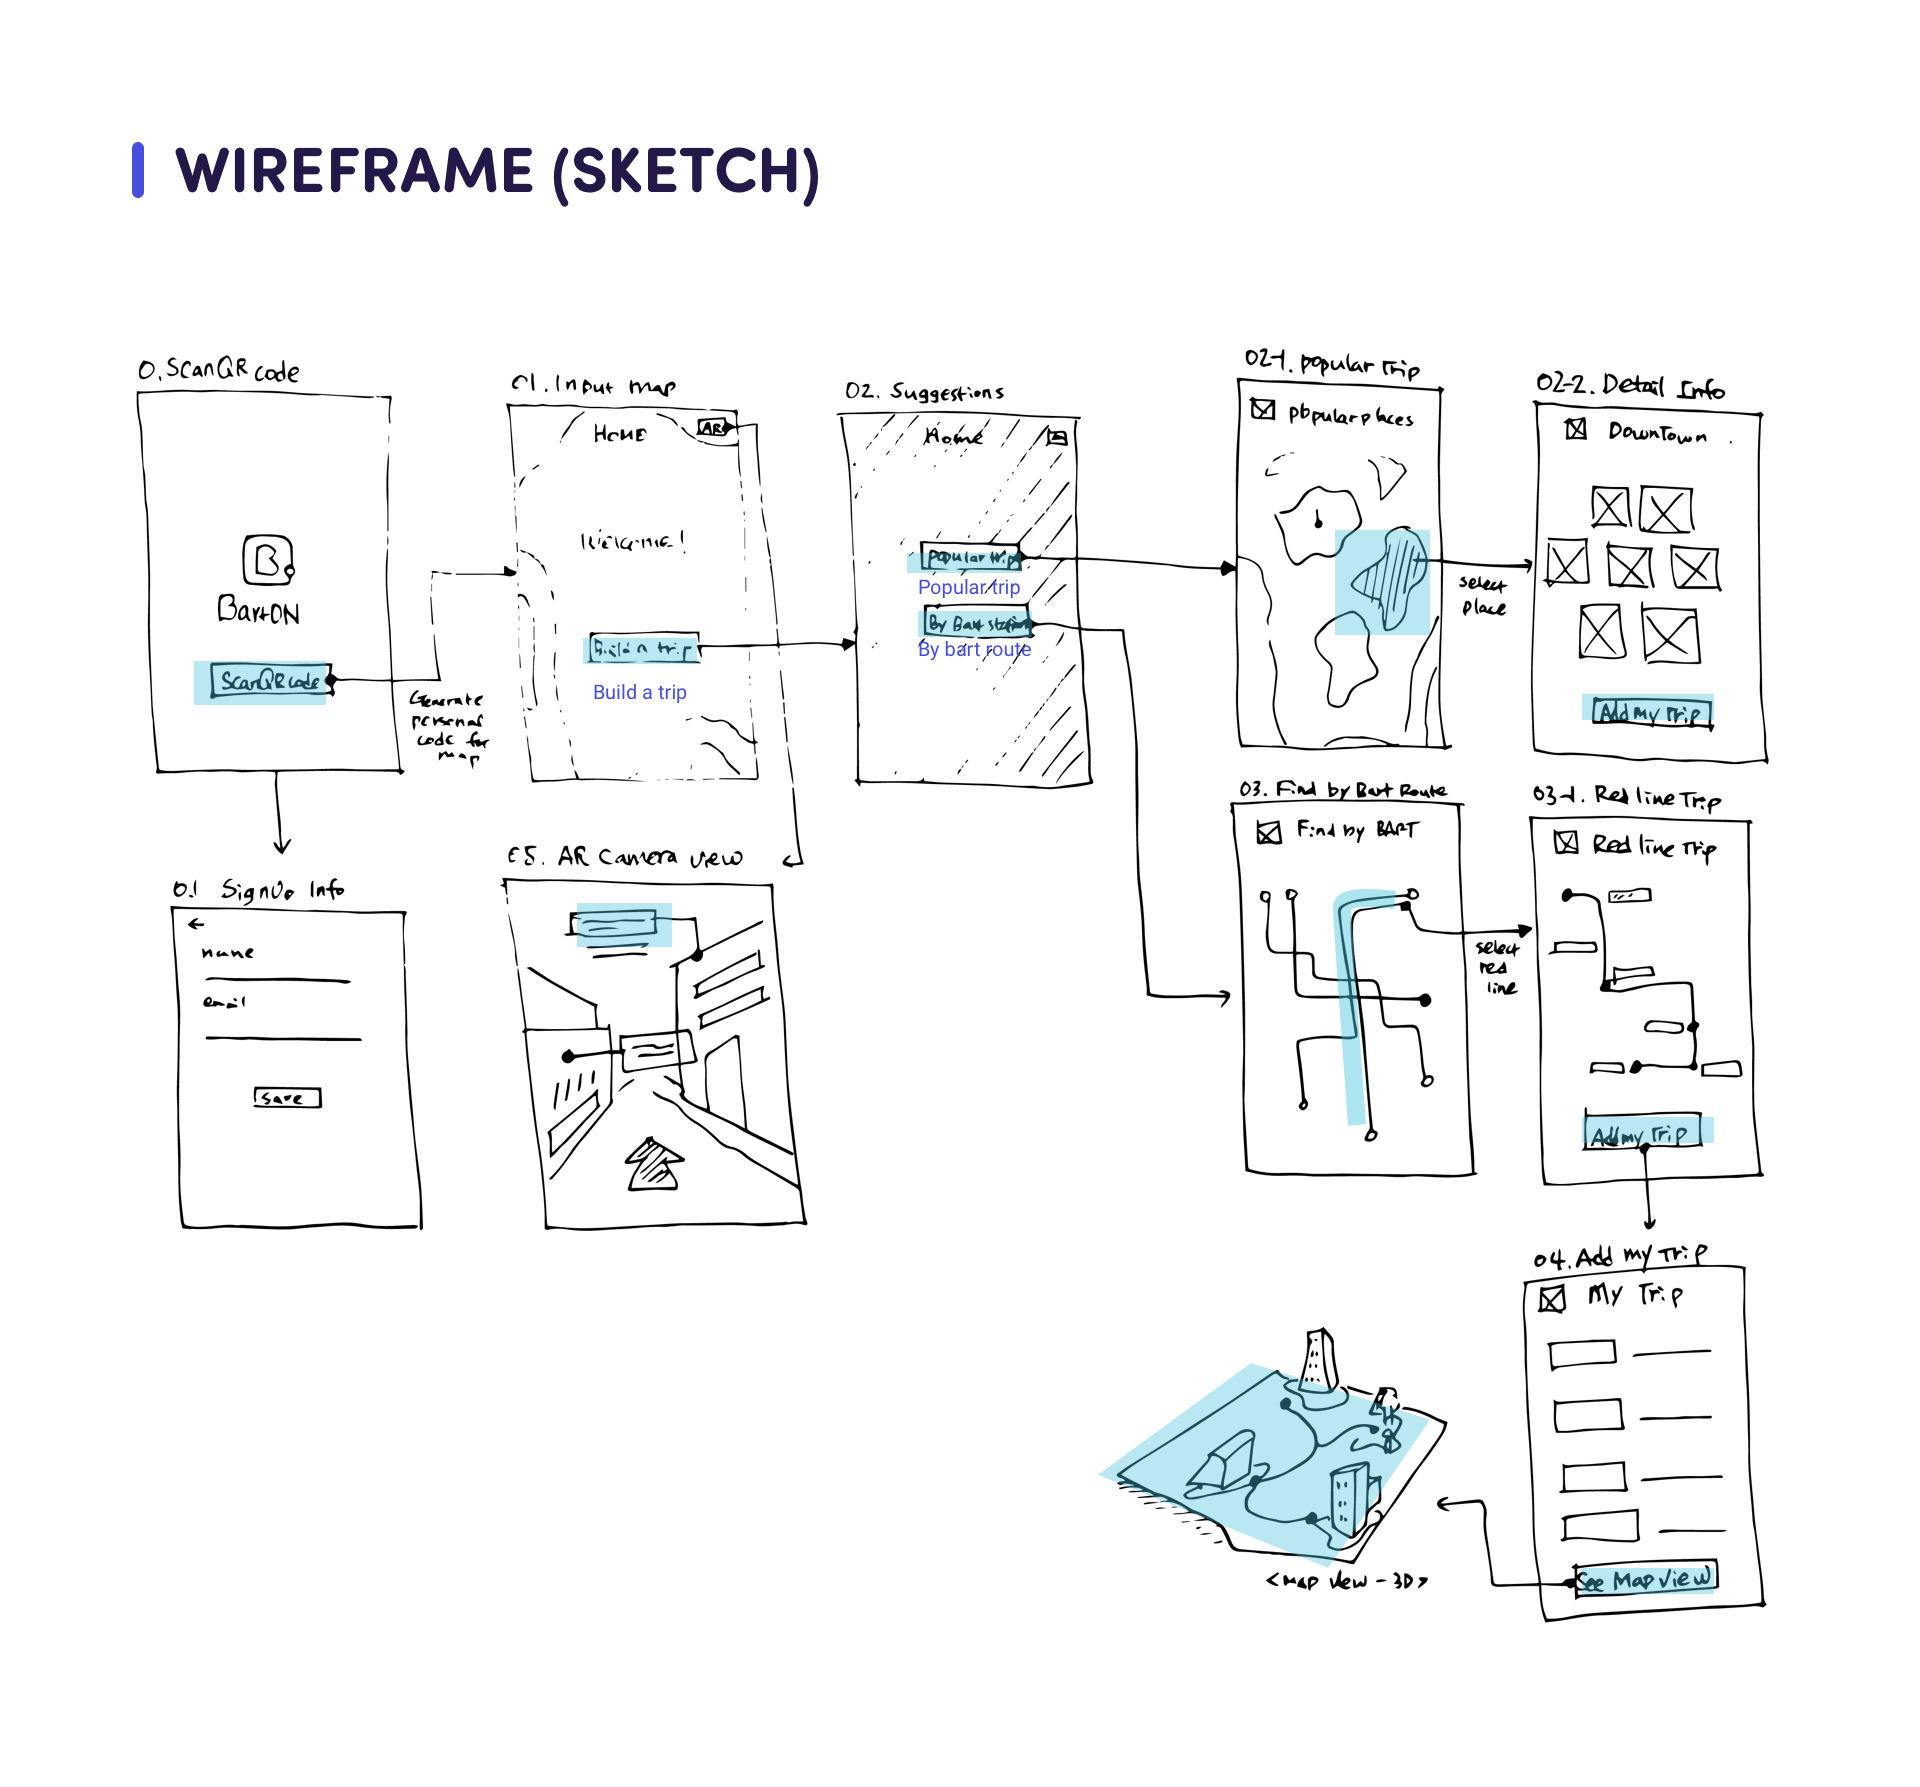 WIREFRAME (SKETCH)
0. Scan QR code
BartON
Scan QR code
Generate
personal
code for
map
01. Input map
HOME
AR
Welcome!
Build a trip
Build a trip
02. Suggestions
Home
Popular trip
Popular trip
By Bart station
By bart route
02-1. popular Trip
popular places
select
place
02-2. Detail Info
DownTown
Add my Trip
0.1 SignUp Info
name
email
save
05. AR Camera view
03. Find by Bart Route
Find by BART
select
red
line
03-1. Red line Trip
Red line Trip
Add my Trip
04. Add my Trip
My Trip
See Map view
<map view - 3D>